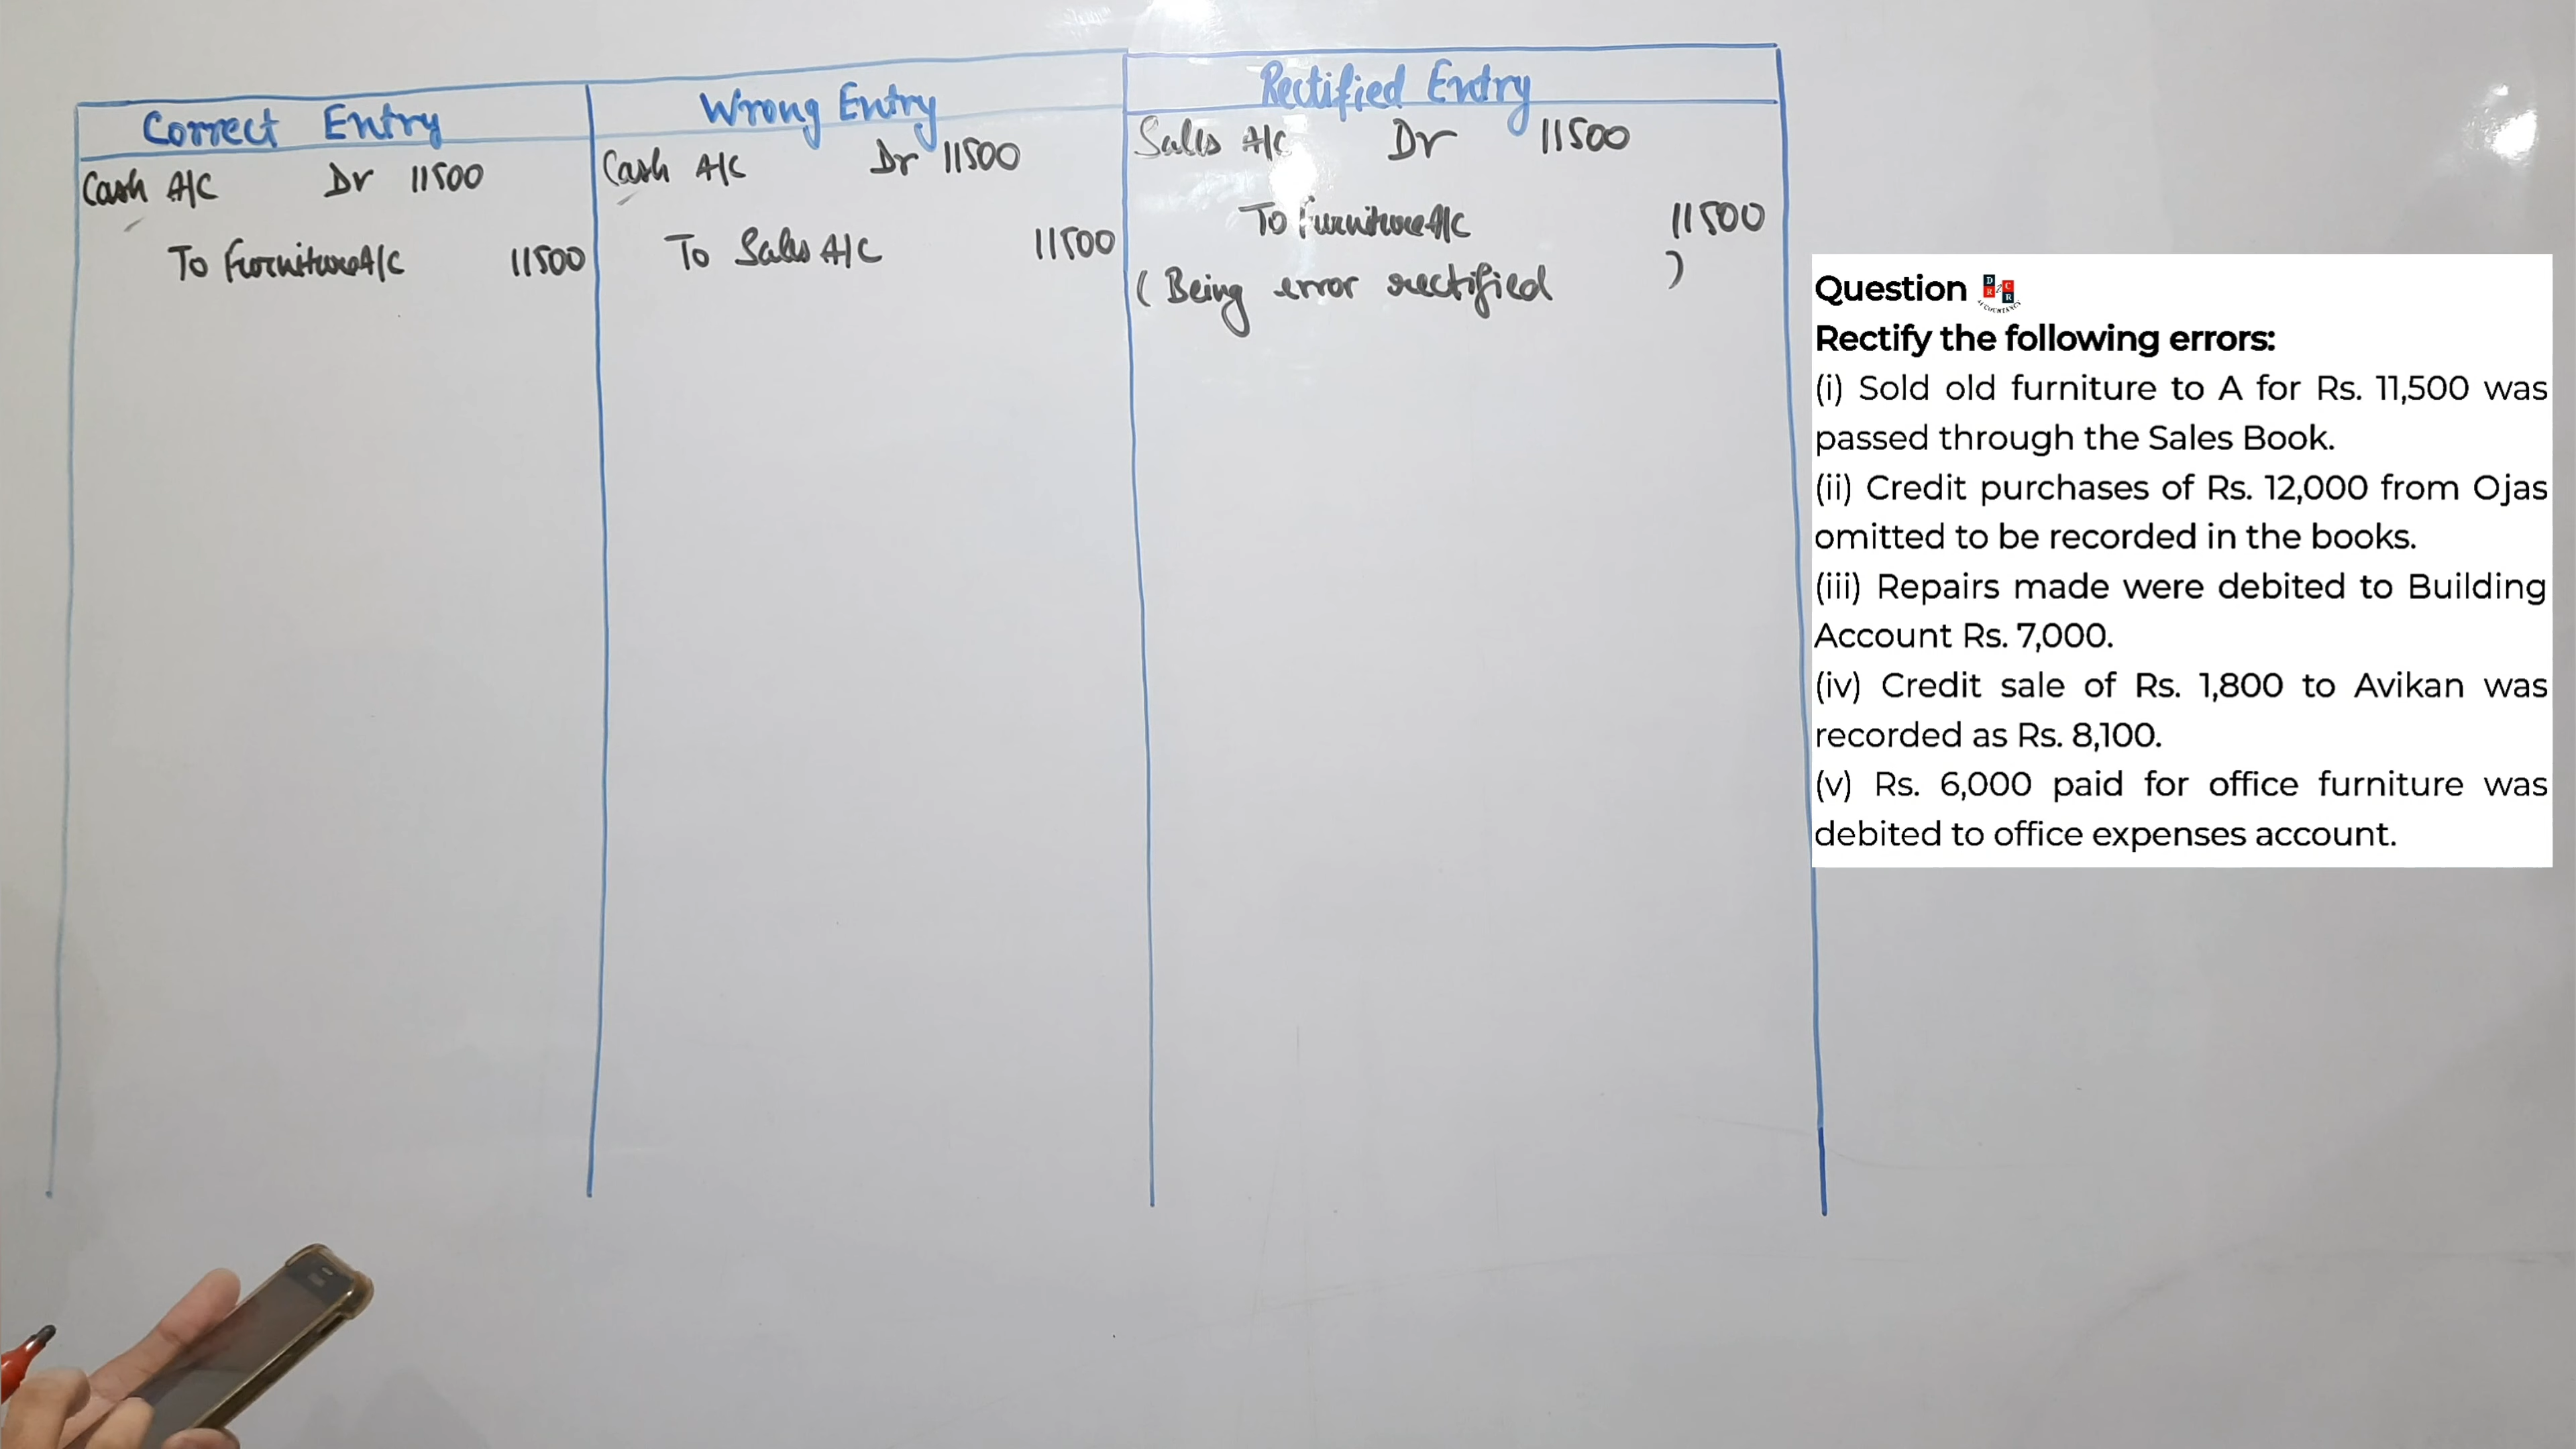 Correct Entry
Wrong Entry
Rectified Entry
Cash A/C Dr 11500
To Furniture A/C 11500
Cash A/C Dr 11500
To Sales A/C 11500
Sales A/C Dr 11500
To Furniture A/C 11500
(Being error rectified )
Question
D R C R
ACCOUNTANCY
Rectify the following errors:
(i) Sold old furniture to A for Rs. 11,500 was
passed through the Sales Book.
(ii) Credit purchases of Rs. 12,000 from Ojas
omitted to be recorded in the books.
(iii) Repairs made were debited to Building
Account Rs. 7,000.
(iv) Credit sale of Rs. 1,800 to Avikan was
recorded as Rs. 8,100.
(v) Rs. 6,000 paid for office furniture was
debited to office expenses account.